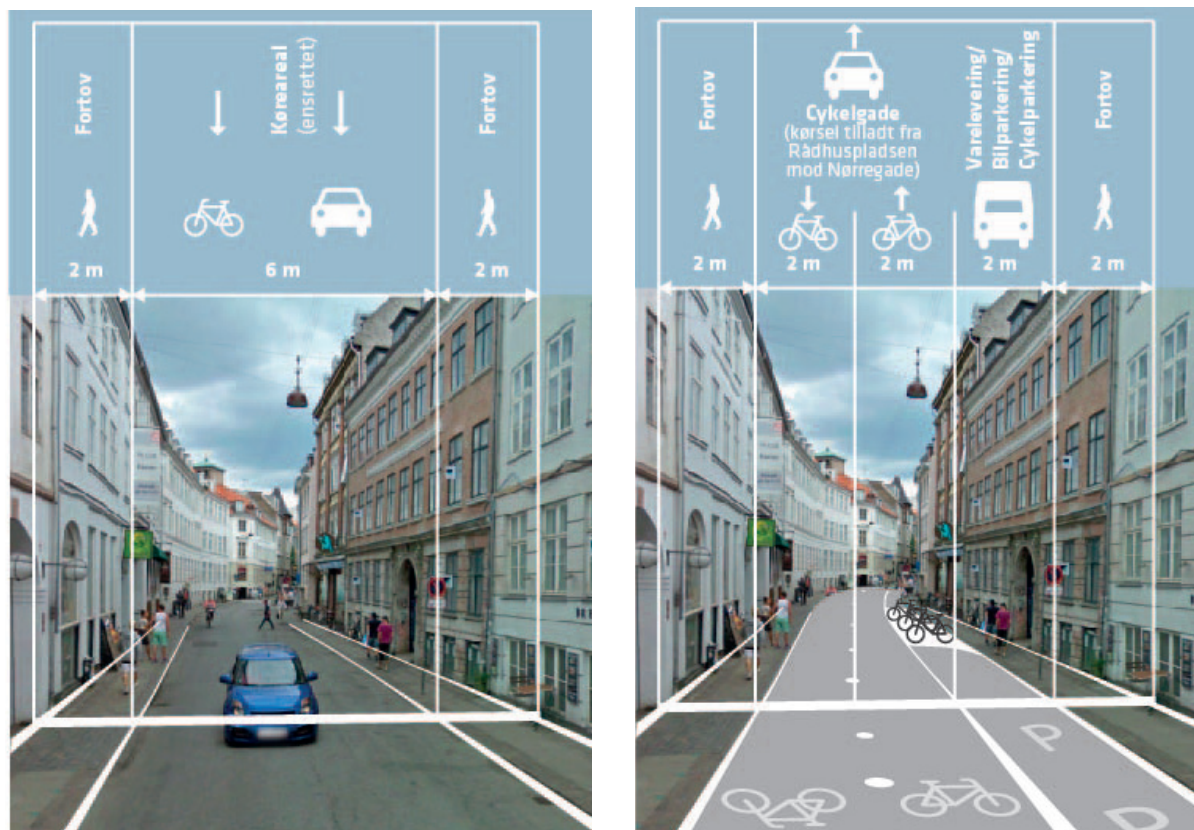 Fortov
Køreareal
(ensrettet)
Fortov
2 m
6 m
2 m
Fortov
Cykelgade
(kørsel tilladt fra
Rådhuspladsen
mod Nørregade)
Varelevering/
Bilparkering/
Cykelparkering
Fortov
2 m
2 m
2 m
2 m
2 m
P
P